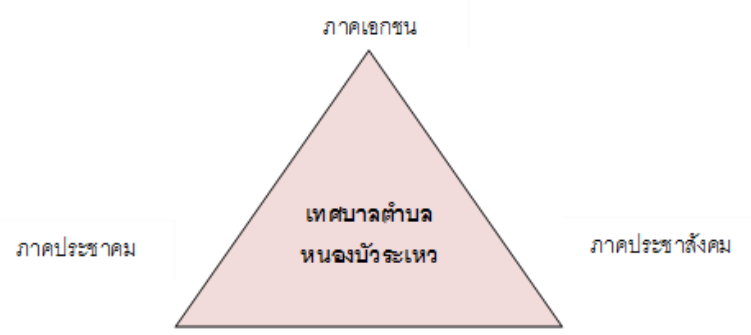 ภาคเอกชน
เทศบาลตำบล
หนองบัวระเหว
ภาคประชาคม
ภาคประชาสังคม